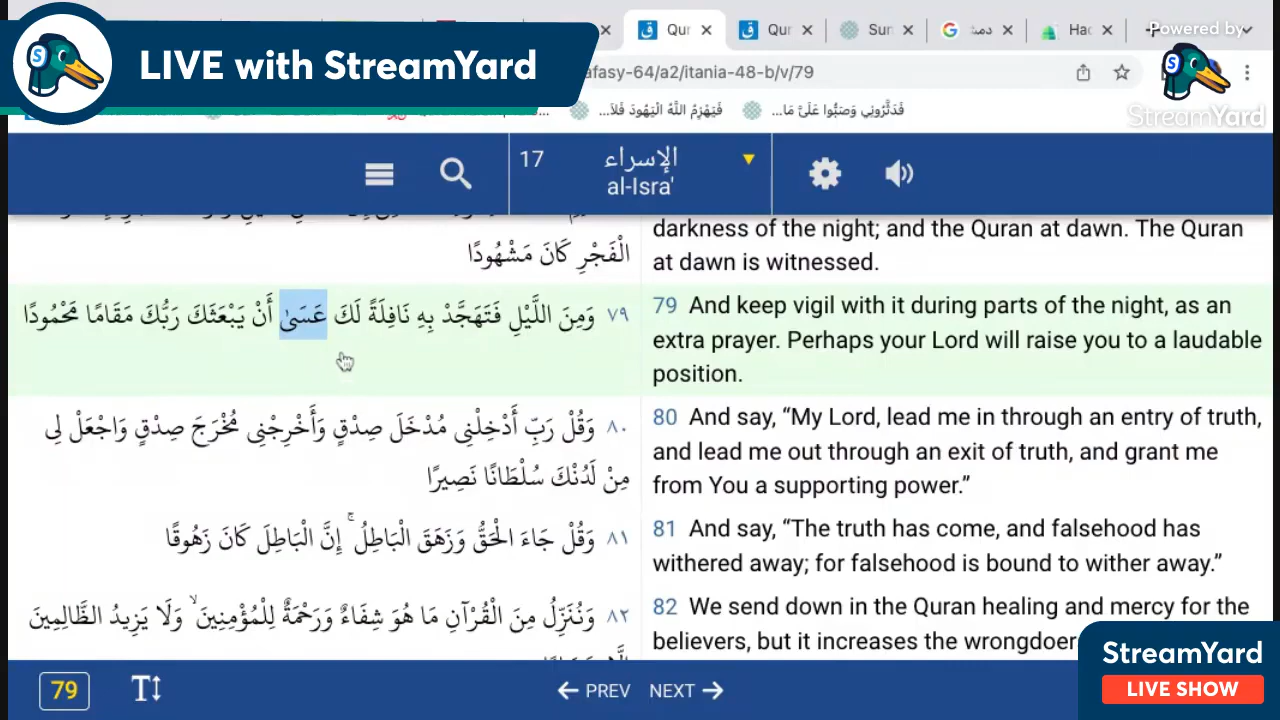 LIVE with StreamYard
Qur
Qur
Sun
دمش
Had
Powered by
StreamYard
afasy-64/a2/itania-48-b/v/79
فَيَهْزِمُ اللَّهُ الْيَهُودَ فَلَا...
فَدَثَّرُونِي وَصَبُّوا عَلَيَّ مَا...
17
الإسراء
al-Isra'
الْفَجْرِ كَانَ مَشْهُودًا
٧٩ وَمِنَ اللَّيْلِ فَتَهَجَّدْ بِهِ نَافِلَةً لَكَ عَسَىٰ أَنْ يَبْعَثَكَ رَبُّكَ مَقَامًا مَحْمُودًا
٨٠ وَقُلْ رَبِّ أَدْخِلْنِي مُدْخَلَ صِدْقٍ وَأَخْرِجْنِي مُخْرَجَ صِدْقٍ وَاجْعَلْ لِي
مِنْ لَدُنْكَ سُلْطَانًا نَصِيرًا
٨١ وَقُلْ جَاءَ الْحَقُّ وَزَهَقَ الْبَاطِلُ ۚ إِنَّ الْبَاطِلَ كَانَ زَهُوقًا
٨٢ وَنُنَزِّلُ مِنَ الْقُرْآنِ مَا هُوَ شِفَاءٌ وَرَحْمَةٌ لِلْمُؤْمِنِينَ ۙ وَلَا يَزِيدُ الظَّالِمِينَ
darkness of the night; and the Quran at dawn. The Quran
at dawn is witnessed.
79 And keep vigil with it during parts of the night, as an
extra prayer. Perhaps your Lord will raise you to a laudable
position.
80 And say, “My Lord, lead me in through an entry of truth,
and lead me out through an exit of truth, and grant me
from You a supporting power.”
81 And say, “The truth has come, and falsehood has
withered away; for falsehood is bound to wither away.”
82 We send down in the Quran healing and mercy for the
believers, but it increases the wrongdoer
79
PREV
NEXT
StreamYard
LIVE SHOW